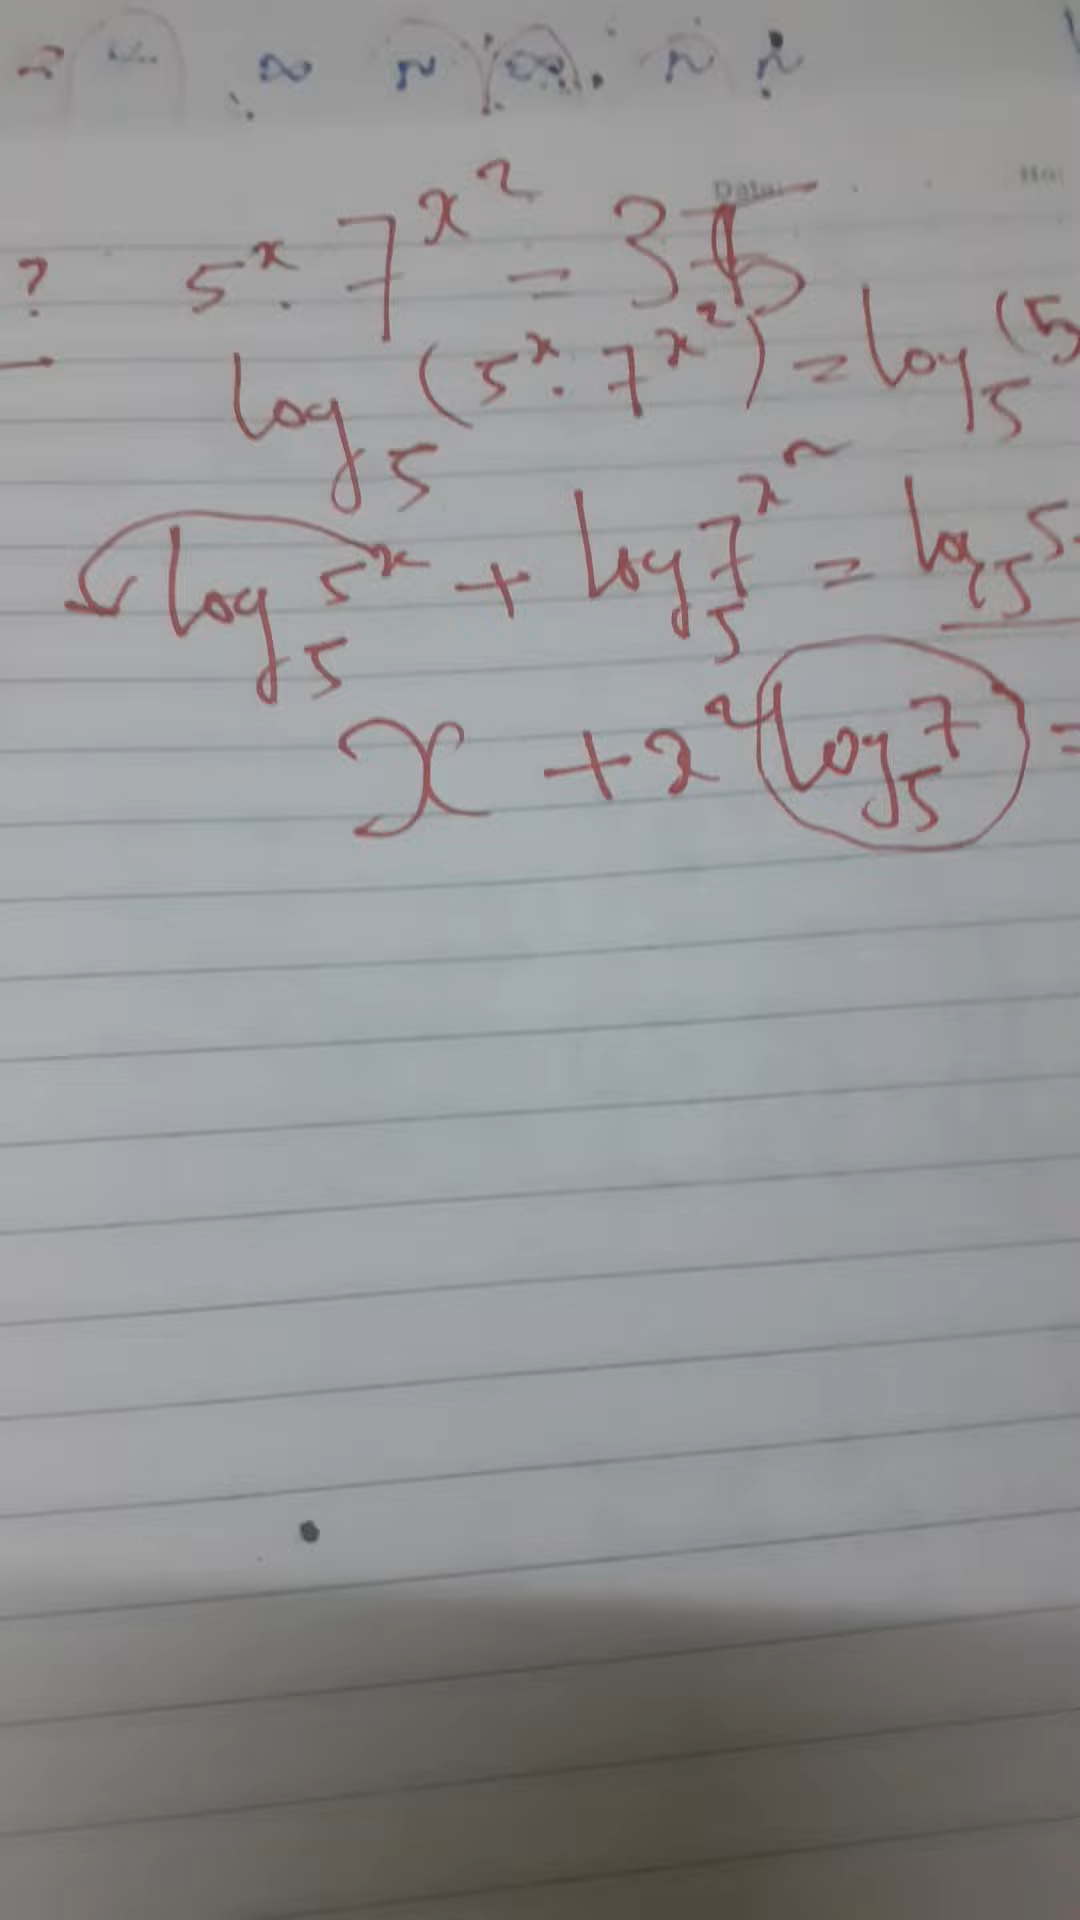 Date:
No:
? 5^x · 7^{x^2} = 35
log_5 (5^x · 7^{x^2}) = log_5 (5
log_5 5^x + log_5 7^{x^2} = log_5 5 ·
x + x^2 log_5 7 =